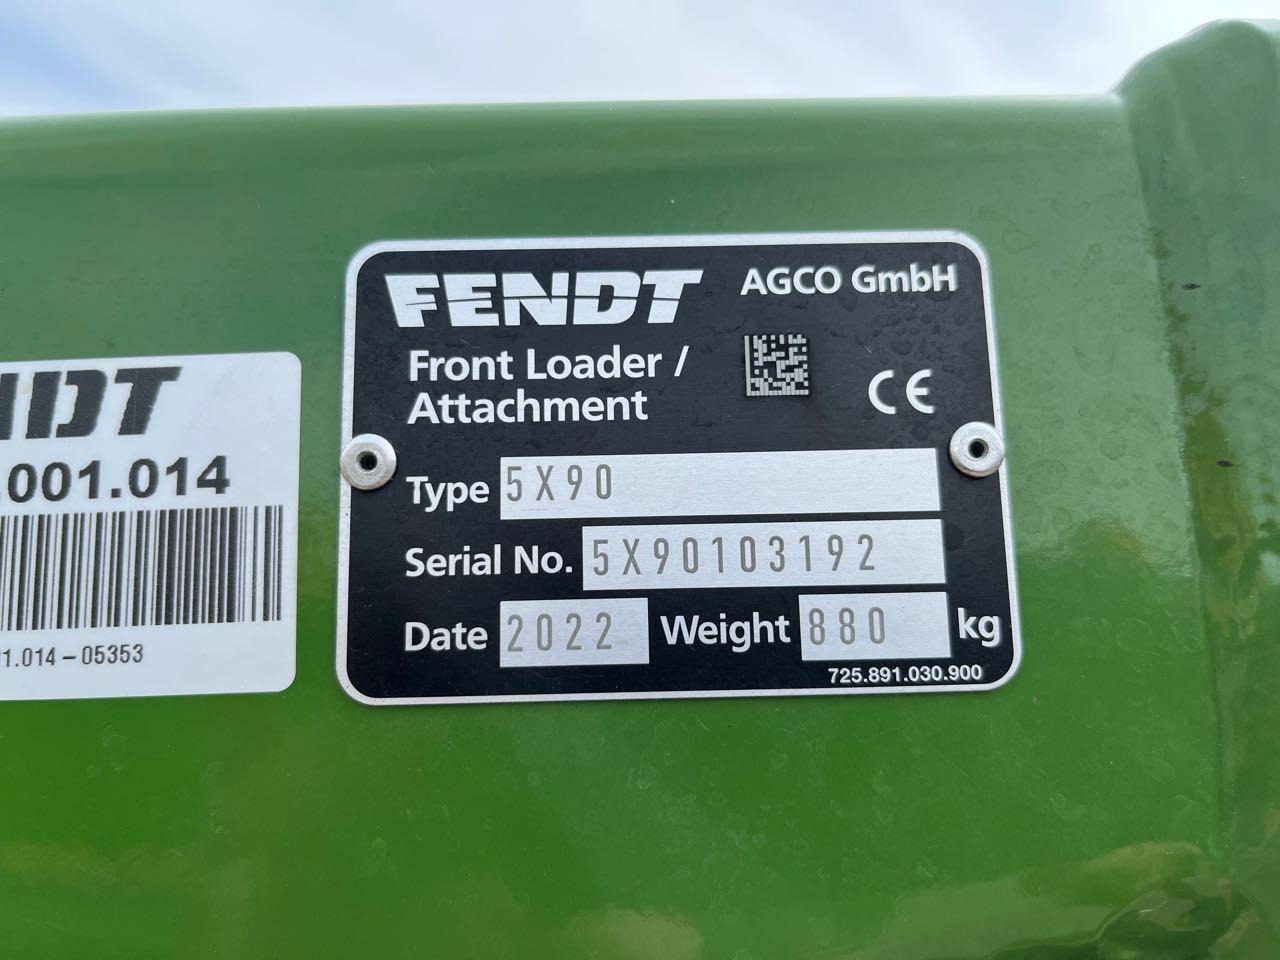 FENDT
AGCO GmbH
Front Loader /
Attachment
CE
Type 5X90
Serial No. 5X90103192
Date 2022 Weight 880 kg
725.891.030.900
.001.014
1.014-05353